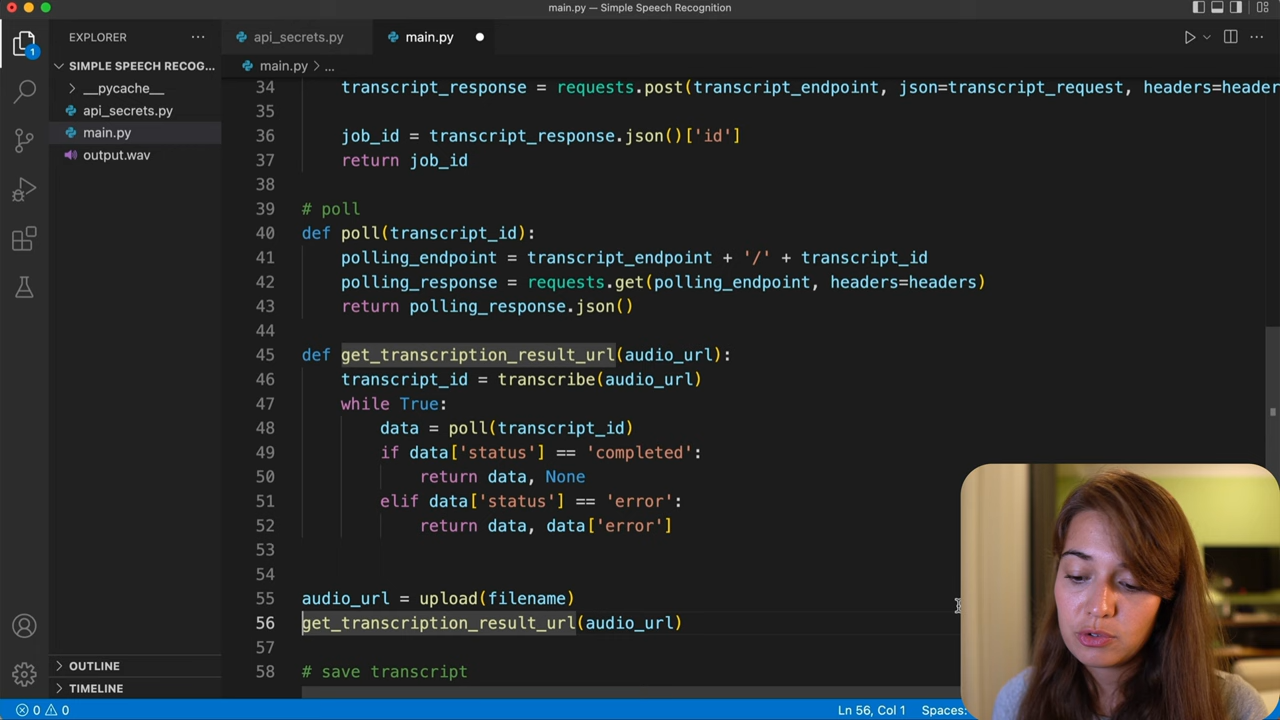 main.py — Simple Speech Recognition
EXPLORER
api_secrets.py
main.py
1
SIMPLE SPEECH RECOG...
main.py > ...
__pycache__
api_secrets.py
main.py
output.wav
34 transcript_response = requests.post(transcript_endpoint, json=transcript_request, headers=header
35
36 job_id = transcript_response.json()['id']
37 return job_id
38
39 # poll
40 def poll(transcript_id):
41 polling_endpoint = transcript_endpoint + '/' + transcript_id
42 polling_response = requests.get(polling_endpoint, headers=headers)
43 return polling_response.json()
44
45 def get_transcription_result_url(audio_url):
46 transcript_id = transcribe(audio_url)
47 while True:
48 data = poll(transcript_id)
49 if data['status'] == 'completed':
50 return data, None
51 elif data['status'] == 'error':
52 return data, data['error']
53
54
55 audio_url = upload(filename)
56 get_transcription_result_url(audio_url)
57
58 # save transcript
OUTLINE
TIMELINE
0 0
Ln 56, Col 1 Spaces: